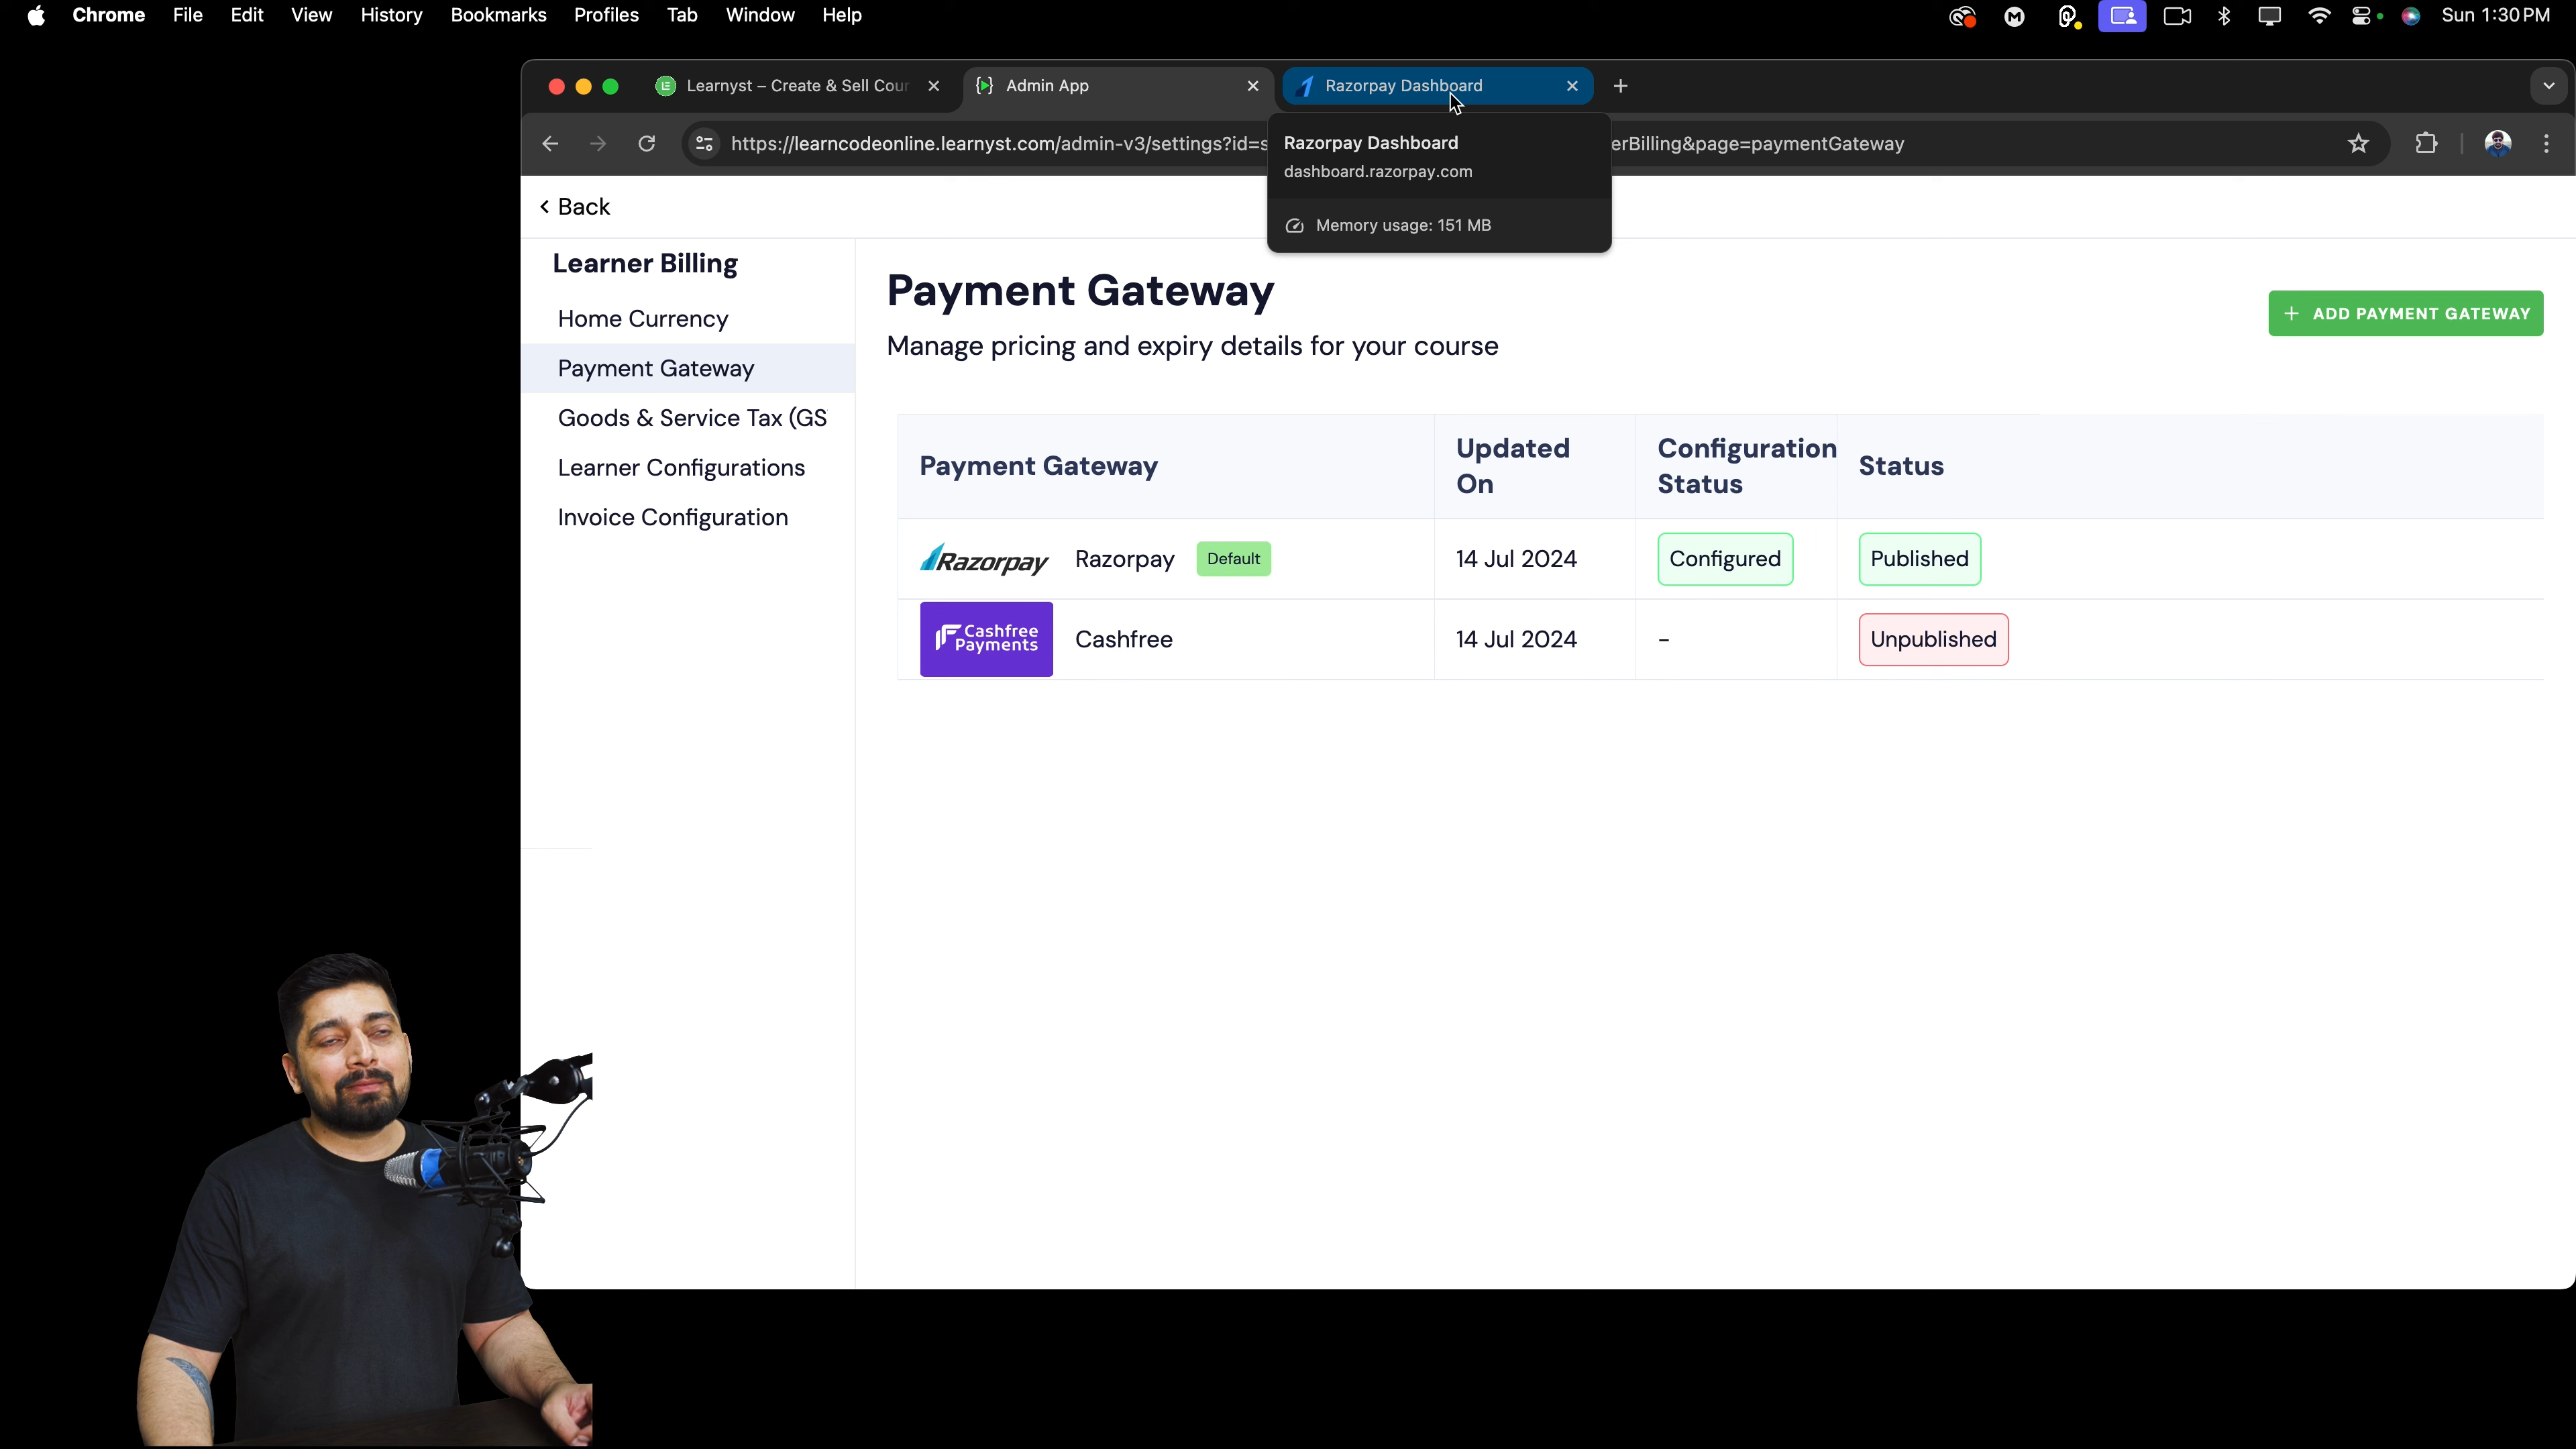 Chrome File Edit View History Bookmarks Profiles Tab Window Help
Sun 1:30 PM
Learnyst – Create & Sell Cour
Admin App
Razorpay Dashboard
https://learncodeonline.learnyst.com/admin-v3/settings?id=s
erBilling&page=paymentGateway
Razorpay Dashboard
dashboard.razorpay.com
Memory usage: 151 MB
Back
Learner Billing
Home Currency
Payment Gateway
Goods & Service Tax (GS
Learner Configurations
Invoice Configuration
Payment Gateway
Manage pricing and expiry details for your course
+ ADD PAYMENT GATEWAY
Payment Gateway
Updated
On
Configuration
Status
Status
Razorpay Razorpay Default 14 Jul 2024 Configured Published
Cashfree
Payments
Cashfree 14 Jul 2024 - Unpublished